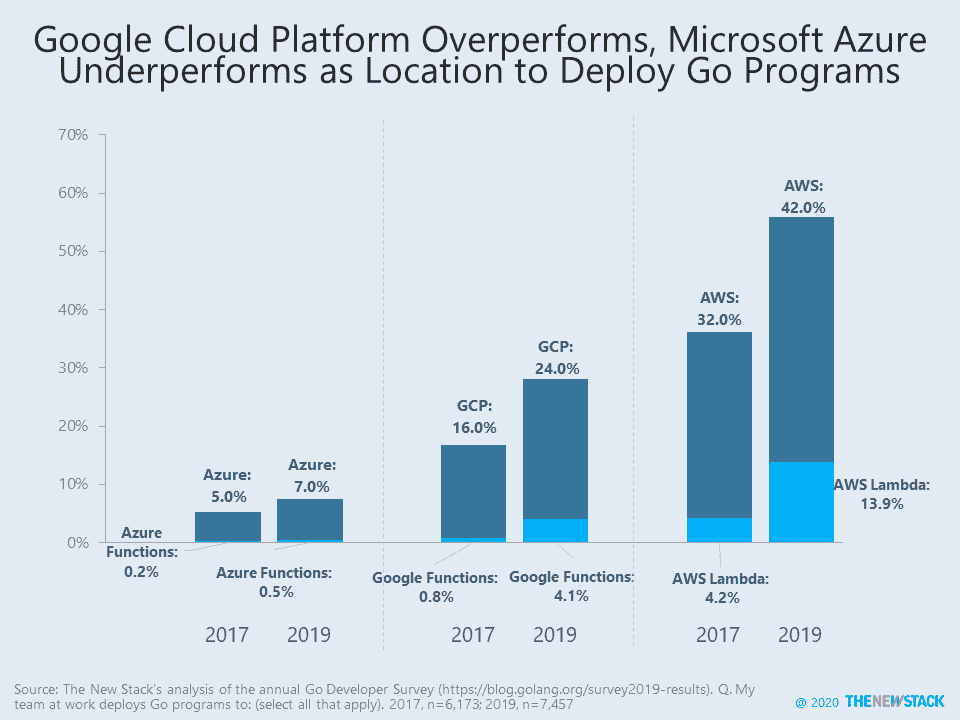 Google Cloud Platform Overperforms, Microsoft Azure
Underperforms as Location to Deploy Go Programs
70%
60%
50%
40%
30%
20%
10%
0%
Azure:
5.0%
Azure:
7.0%
GCP:
16.0%
GCP:
24.0%
AWS:
32.0%
AWS:
42.0%
Azure
Functions:
0.2%
Azure Functions:
0.5%
Google Functions:
0.8%
Google Functions:
4.1%
AWS Lambda:
4.2%
AWS Lambda:
13.9%
2017
2019
2017
2019
2017
2019
Source: The New Stack's analysis of the annual Go Developer Survey (https://blog.golang.org/survey2019-results). Q. My
team at work deploys Go programs to: (select all that apply). 2017, n=6,173; 2019, n=7,457
@ 2020 THENEWSTACK